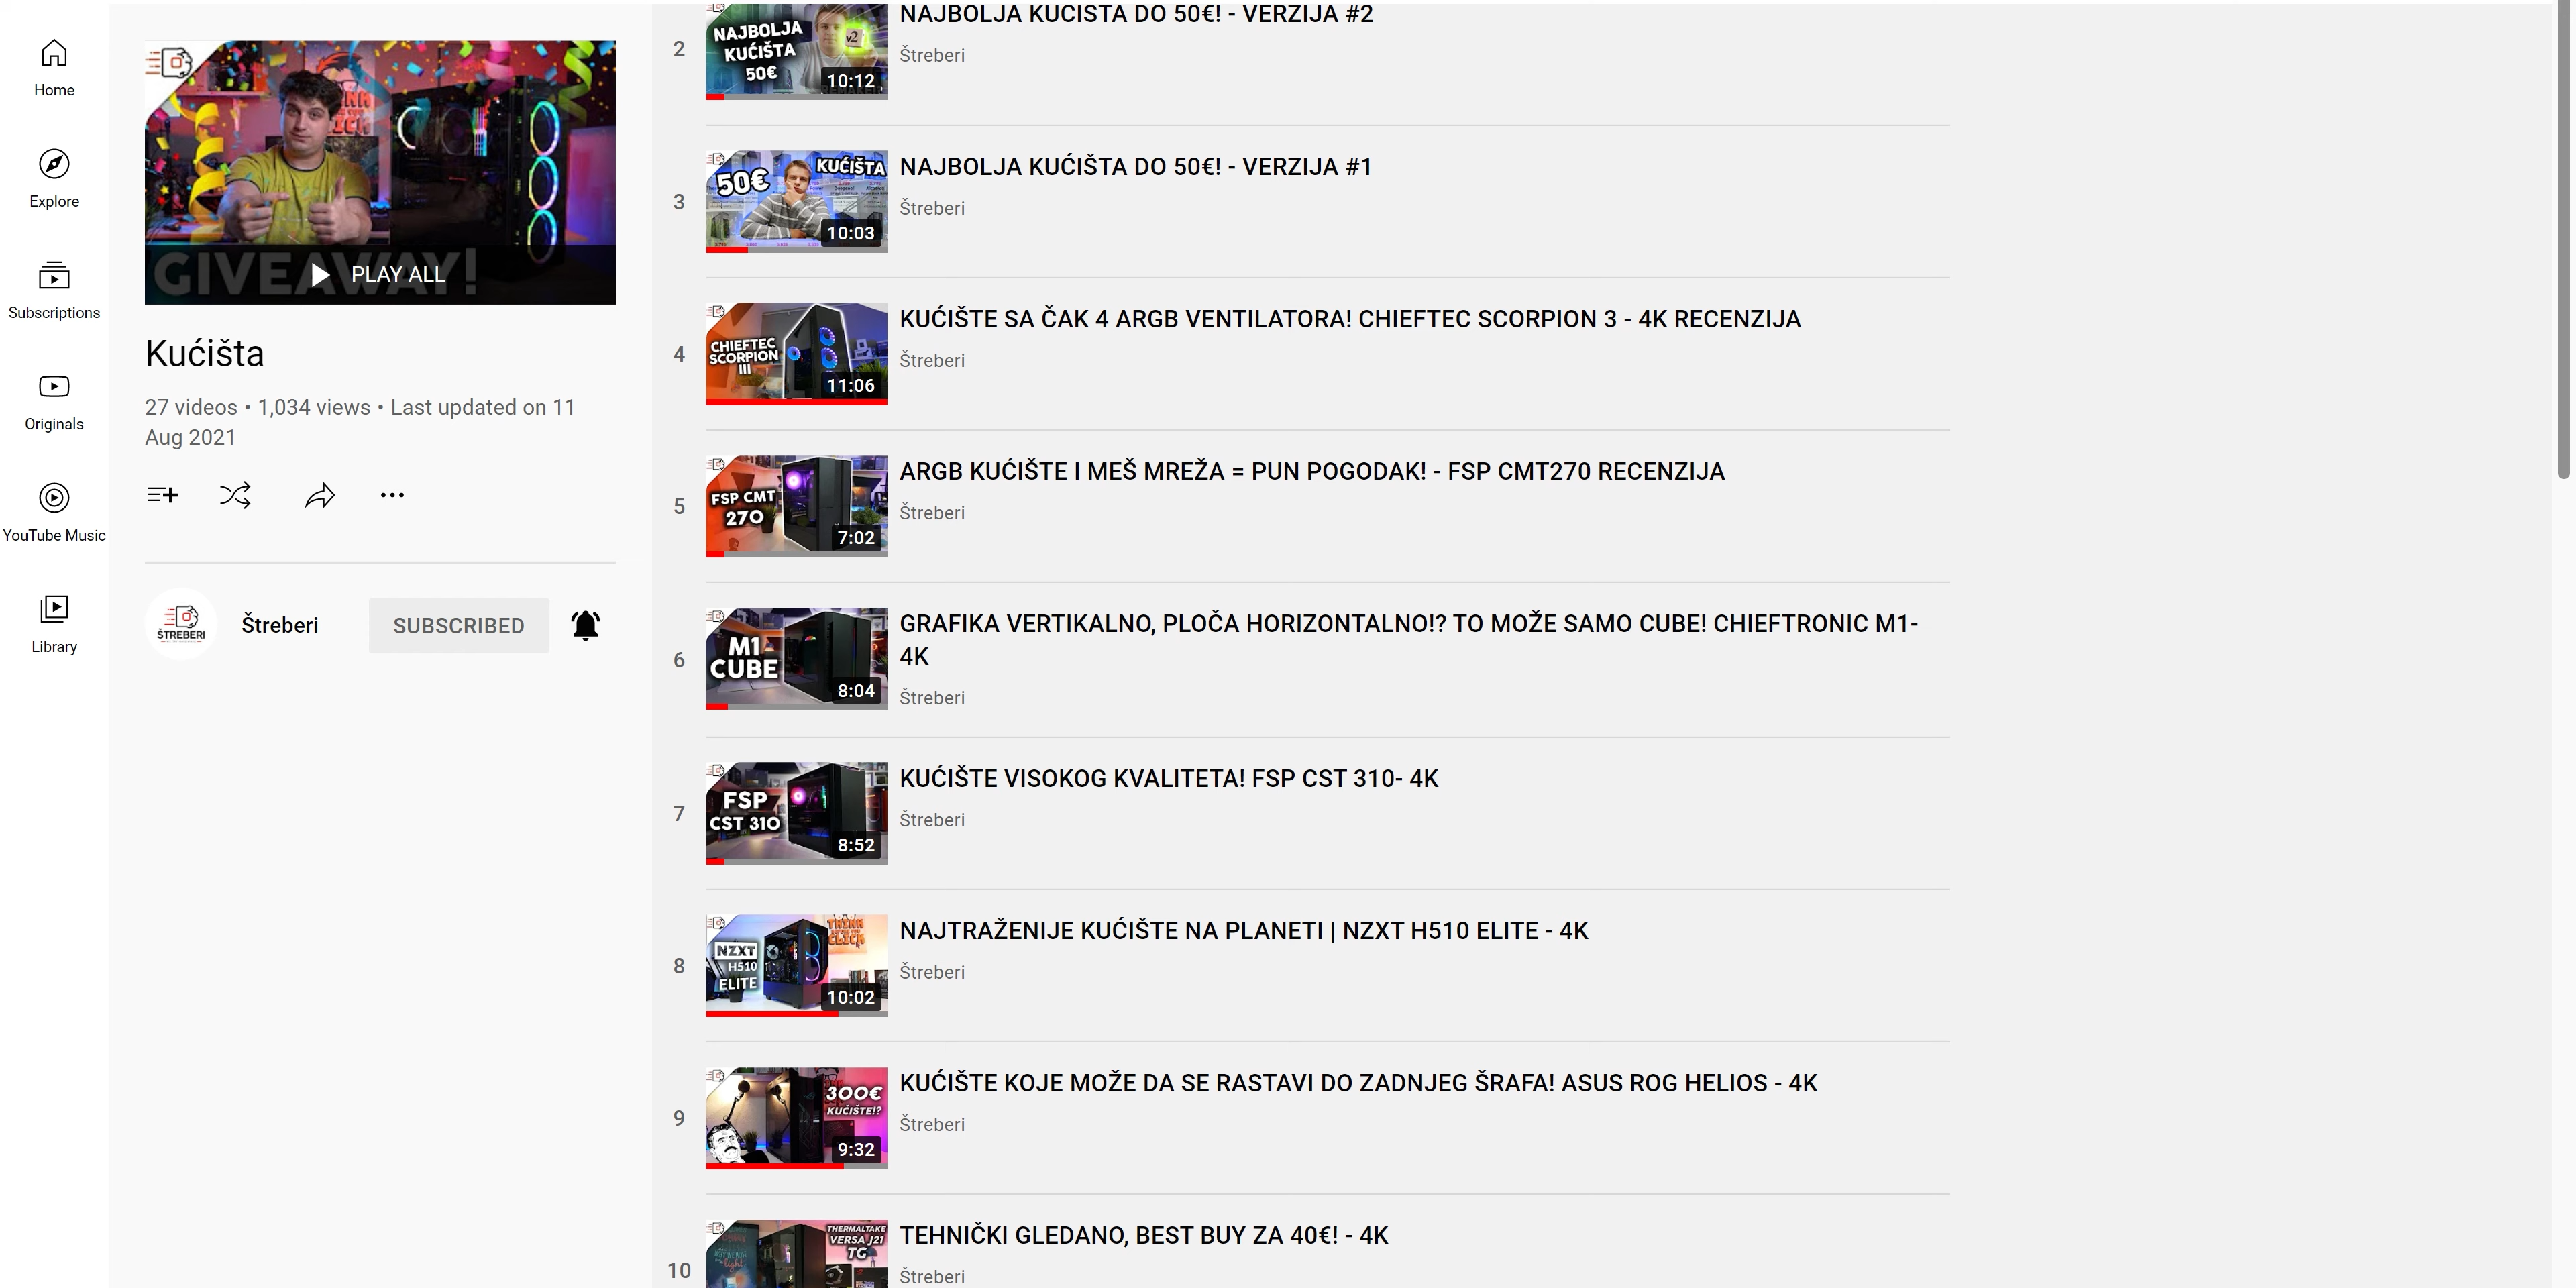 Home
Explore
Subscriptions
Originals
YouTube Music
Library
GIVEAWAY!
PLAY ALL
Kućišta
27 videos • 1,034 views • Last updated on 11
Aug 2021
ŠTREBERI
Štreberi
SUBSCRIBED
2
NAJBOLJA
KUĆIŠTA
50€
v2
10:12
NAJBOLJA KUĆIŠTA DO 50€! - VERZIJA #2
Štreberi
3
50€
KUĆIŠTA
10:03
NAJBOLJA KUĆIŠTA DO 50€! - VERZIJA #1
Štreberi
4
CHIEFTEC
SCORPION
III
11:06
KUĆIŠTE SA ČAK 4 ARGB VENTILATORA! CHIEFTEC SCORPION 3 - 4K RECENZIJA
Štreberi
5
FSP CMT
270
7:02
ARGB KUĆIŠTE I MEŠ MREŽA = PUN POGODAK! - FSP CMT270 RECENZIJA
Štreberi
6
M1
CUBE
8:04
GRAFIKA VERTIKALNO, PLOČA HORIZONTALNO!? TO MOŽE SAMO CUBE! CHIEFTRONIC M1-
4K
Štreberi
7
FSP
CST 310
8:52
KUĆIŠTE VISOKOG KVALITETA! FSP CST 310- 4K
Štreberi
8
THINK
CLICK
NZXT
H510
ELITE
10:02
NAJTRAŽENIJE KUĆIŠTE NA PLANETI | NZXT H510 ELITE - 4K
Štreberi
9
300€
KUĆIŠTE!?
9:32
KUĆIŠTE KOJE MOŽE DA SE RASTAVI DO ZADNJEG ŠRAFA! ASUS ROG HELIOS - 4K
Štreberi
10
THERMALTAKE
VERSA J21
TG
TEHNIČKI GLEDANO, BEST BUY ZA 40€! - 4K
Štreberi